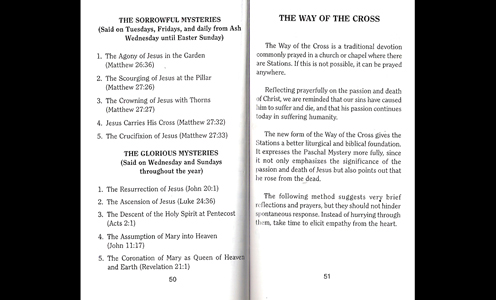 THE SORROWFUL MYSTERIES
(Said on Tuesdays, Fridays, and daily from Ash
Wednesday until Easter Sunday)
1. The Agony of Jesus in the Garden
(Matthew 26:36)
2. The Scourging of Jesus at the Pillar
(Matthew 27:26)
3. The Crowning of Jesus with Thorns
(Matthew 27:27)
4. Jesus Carries His Cross (Matthew 27:32)
5. The Crucifixion of Jesus (Matthew 27:33)
THE GLORIOUS MYSTERIES
(Said on Wednesday and Sundays
throughout the year)
1. The Resurrection of Jesus (John 20:1)
2. The Ascension of Jesus (Luke 24:36)
3. The Descent of the Holy Spirit at Pentecost
(Acts 2:1)
4. The Assumption of Mary into Heaven
(John 11:17)
5. The Coronation of Mary as Queen of Heaven
and Earth (Revelation 21:1)
50
THE WAY OF THE CROSS
The Way of the Cross is a traditional devotion
commonly prayed in a church or chapel where there
are Stations. If this is not possible, it can be prayed
anywhere.
Reflecting prayerfully on the passion and death
of Christ, we are reminded that our sins have caused
him to suffer and die, and that his passion continues
today in suffering humanity.
The new form of the Way of the Cross gives the
Stations a better liturgical and biblical foundation.
It expresses the Paschal Mystery more fully, since
it not only emphasizes the significance of the
passion and death of Jesus but also points out that
he rose from the dead.
The following method suggests very brief
reflections and prayers, but they should not hinder
spontaneous response. Instead of hurrying through
them, take time to elicit empathy from the heart.
51